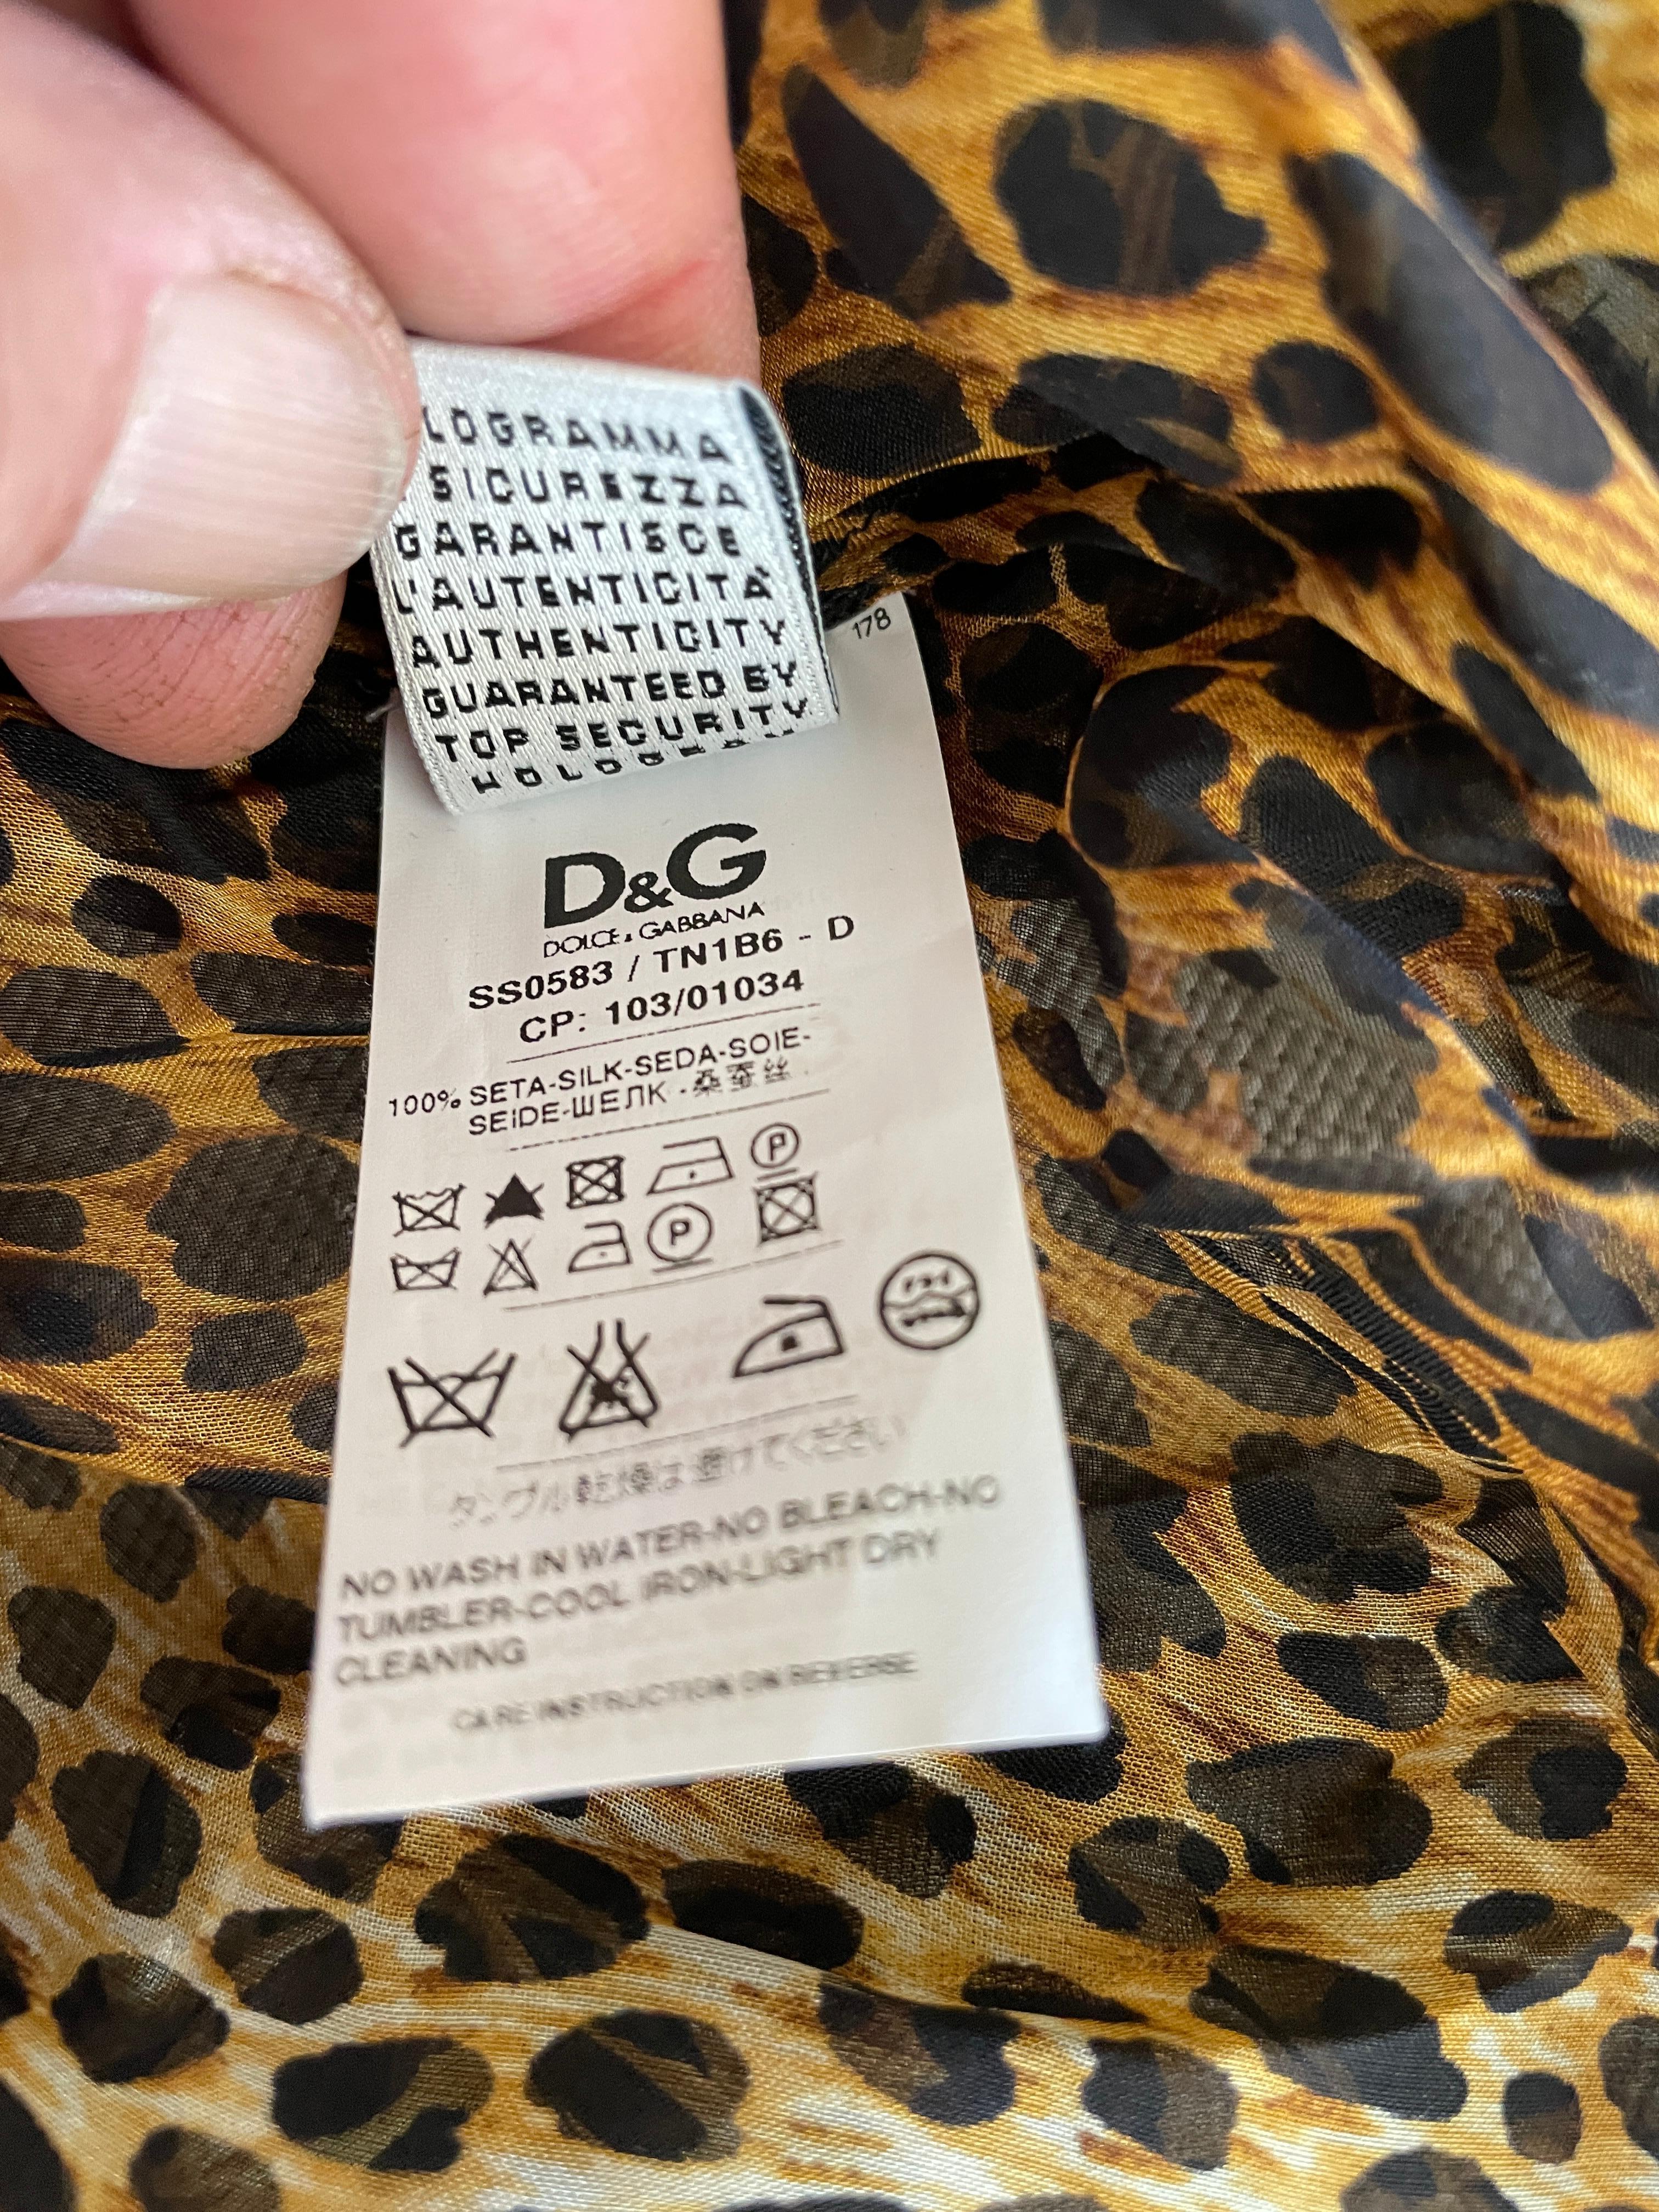 LOGRAMMA
SICUREZZA
GARANTISCE
L'AUTENTICITÀ
AUTHENTICITY
GUARANTEED BY
TOP SECURITY
HOLOGRAM
178
D&G
DOLCE & GABBANA
SS0583 / TN1B6 - D
CP: 103/01034
100% SETA-SILK-SEDA-SOIE-
SEIDE-ШЕЛК -桑蚕丝.
P
P
タンブル乾燥は避けてください
NO WASH IN WATER-NO BLEACH-NO
TUMBLER-COOL IRON-LIGHT DRY
CLEANING
CARE INSTRUCTION ON REVERSE